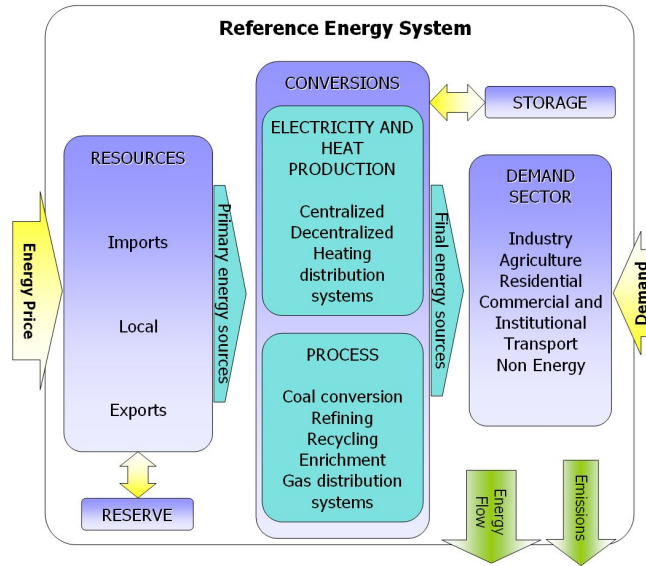 Reference Energy System
Energy Price
RESOURCES
Imports
Local
Exports
RESERVE
Primary energy sources
CONVERSIONS
ELECTRICITY AND
HEAT
PRODUCTION
Centralized
Decentralized
Heating
distribution
systems
PROCESS
Coal conversion
Refining
Recycling
Enrichment
Gas distribution
systems
Final energy sources
STORAGE
DEMAND
SECTOR
Industry
Agriculture
Residential
Commercial and
Institutional
Transport
Non Energy
Demand
Energy
Flow
Emissions